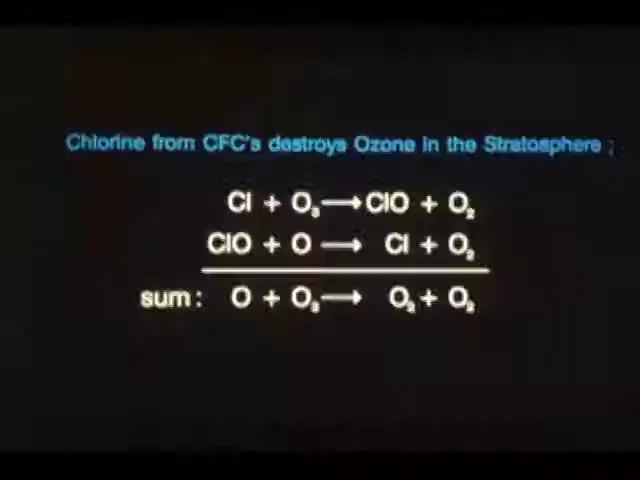 Chlorine from CFC's destroys Ozone in the Stratosphere ;
Cl + O₃ → ClO + O₂
ClO + O → Cl + O₂
sum : O + O₃ → O₂ + O₂